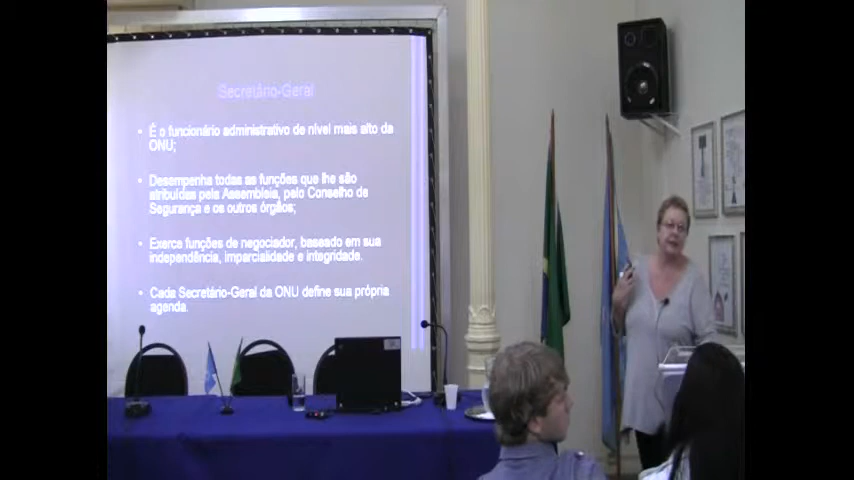 Secretário-Geral
• É o funcionário administrativo de nível mais alto da
ONU;
• Desempenha todas as funções que lhe são
atribuídas pela Assembleia, pelo Conselho de
Segurança e os outros órgãos;
• Exerce funções de negociador, baseado em sua
independência, imparcialidade e integridade.
• Cada Secretário-Geral da ONU define sua própria
agenda.